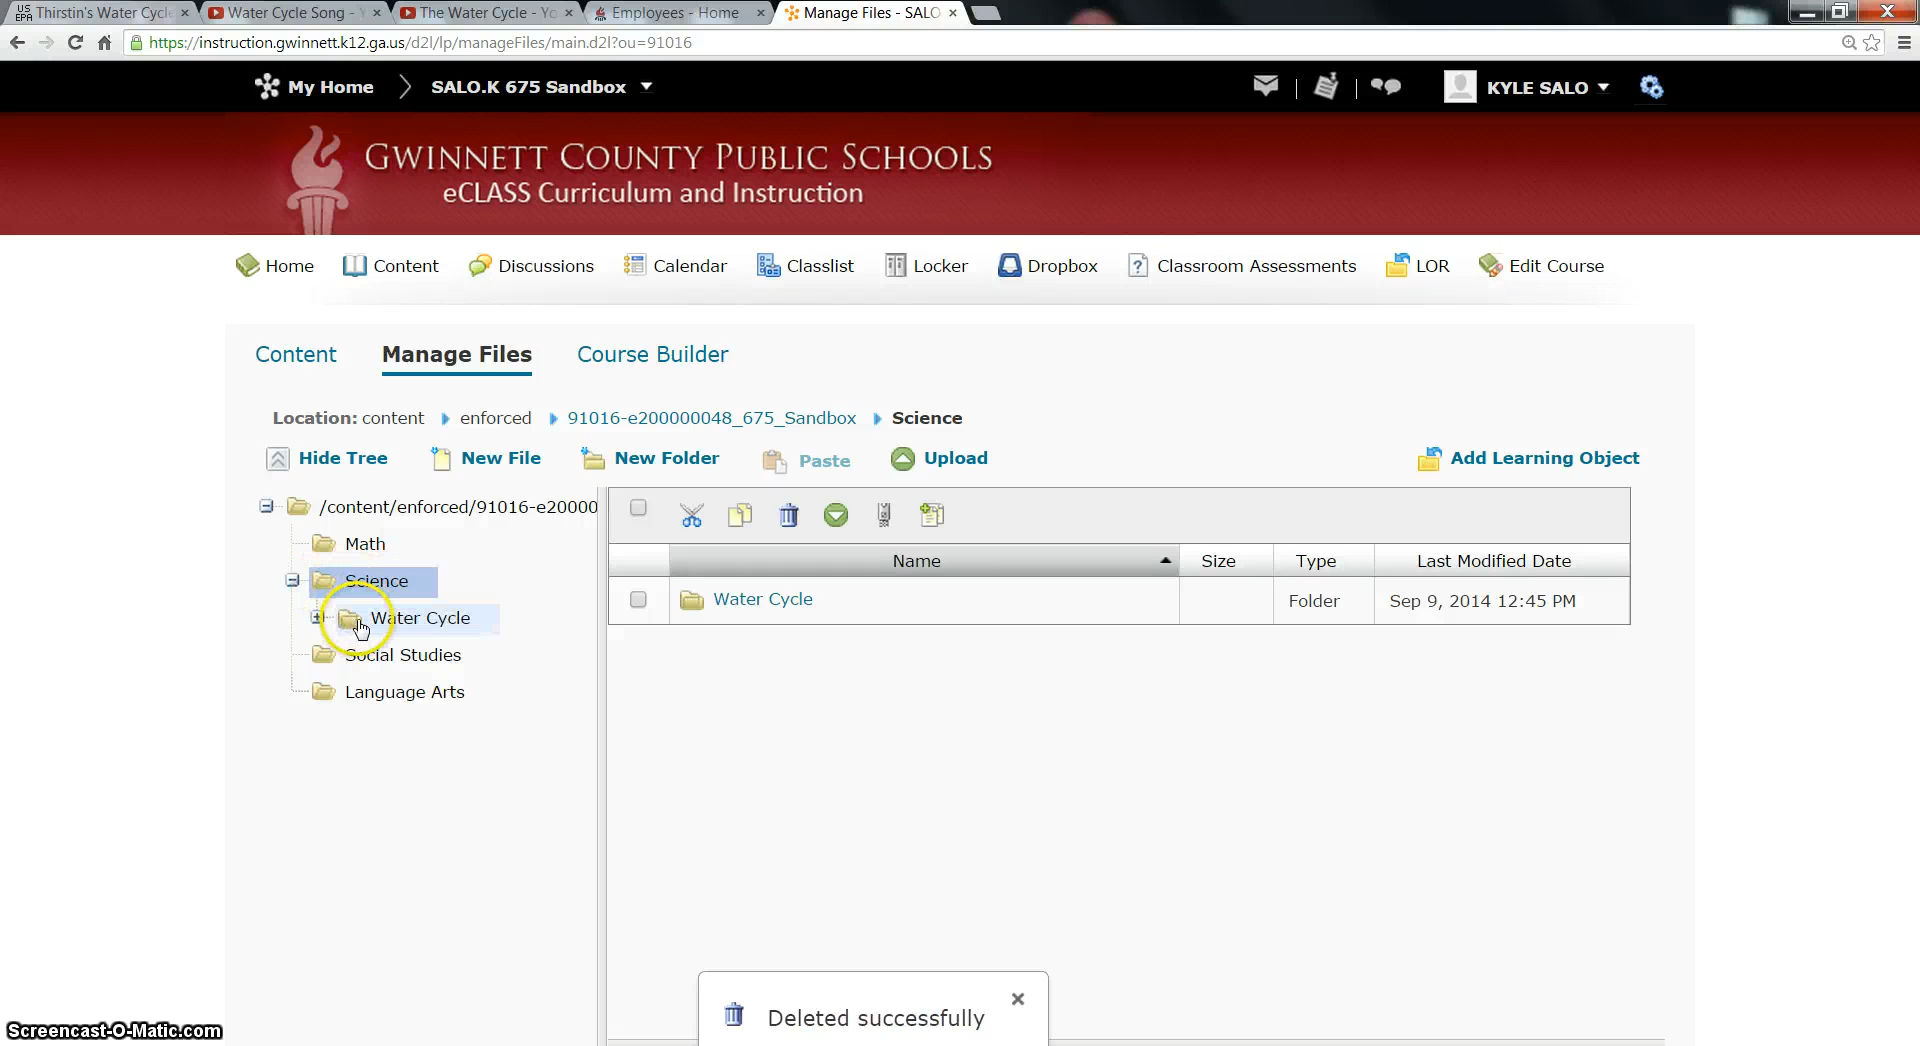 US EPA Thirstin's Water Cycle × Water Cycle Song - Y × The Water Cycle - Yo × Employees - Home × Manage Files - SALO ×
https://instruction.gwinnett.k12.ga.us/d2l/lp/manageFiles/main.d2l?ou=91016
My Home SALO.K 675 Sandbox KYLE SALO
GWINNETT COUNTY PUBLIC SCHOOLS
eCLASS Curriculum and Instruction
Home Content Discussions Calendar Classlist Locker Dropbox Classroom Assessments LOR Edit Course
Content Manage Files Course Builder
Location: content enforced 91016-e200000048_675_Sandbox Science
Hide Tree New File New Folder Paste Upload Add Learning Object
/content/enforced/91016-e20000
Math
Science
Water Cycle
Social Studies
Language Arts
Name Size Type Last Modified Date
Water Cycle Folder Sep 9, 2014 12:45 PM
Deleted successfully ×
Screencast-O-Matic.com